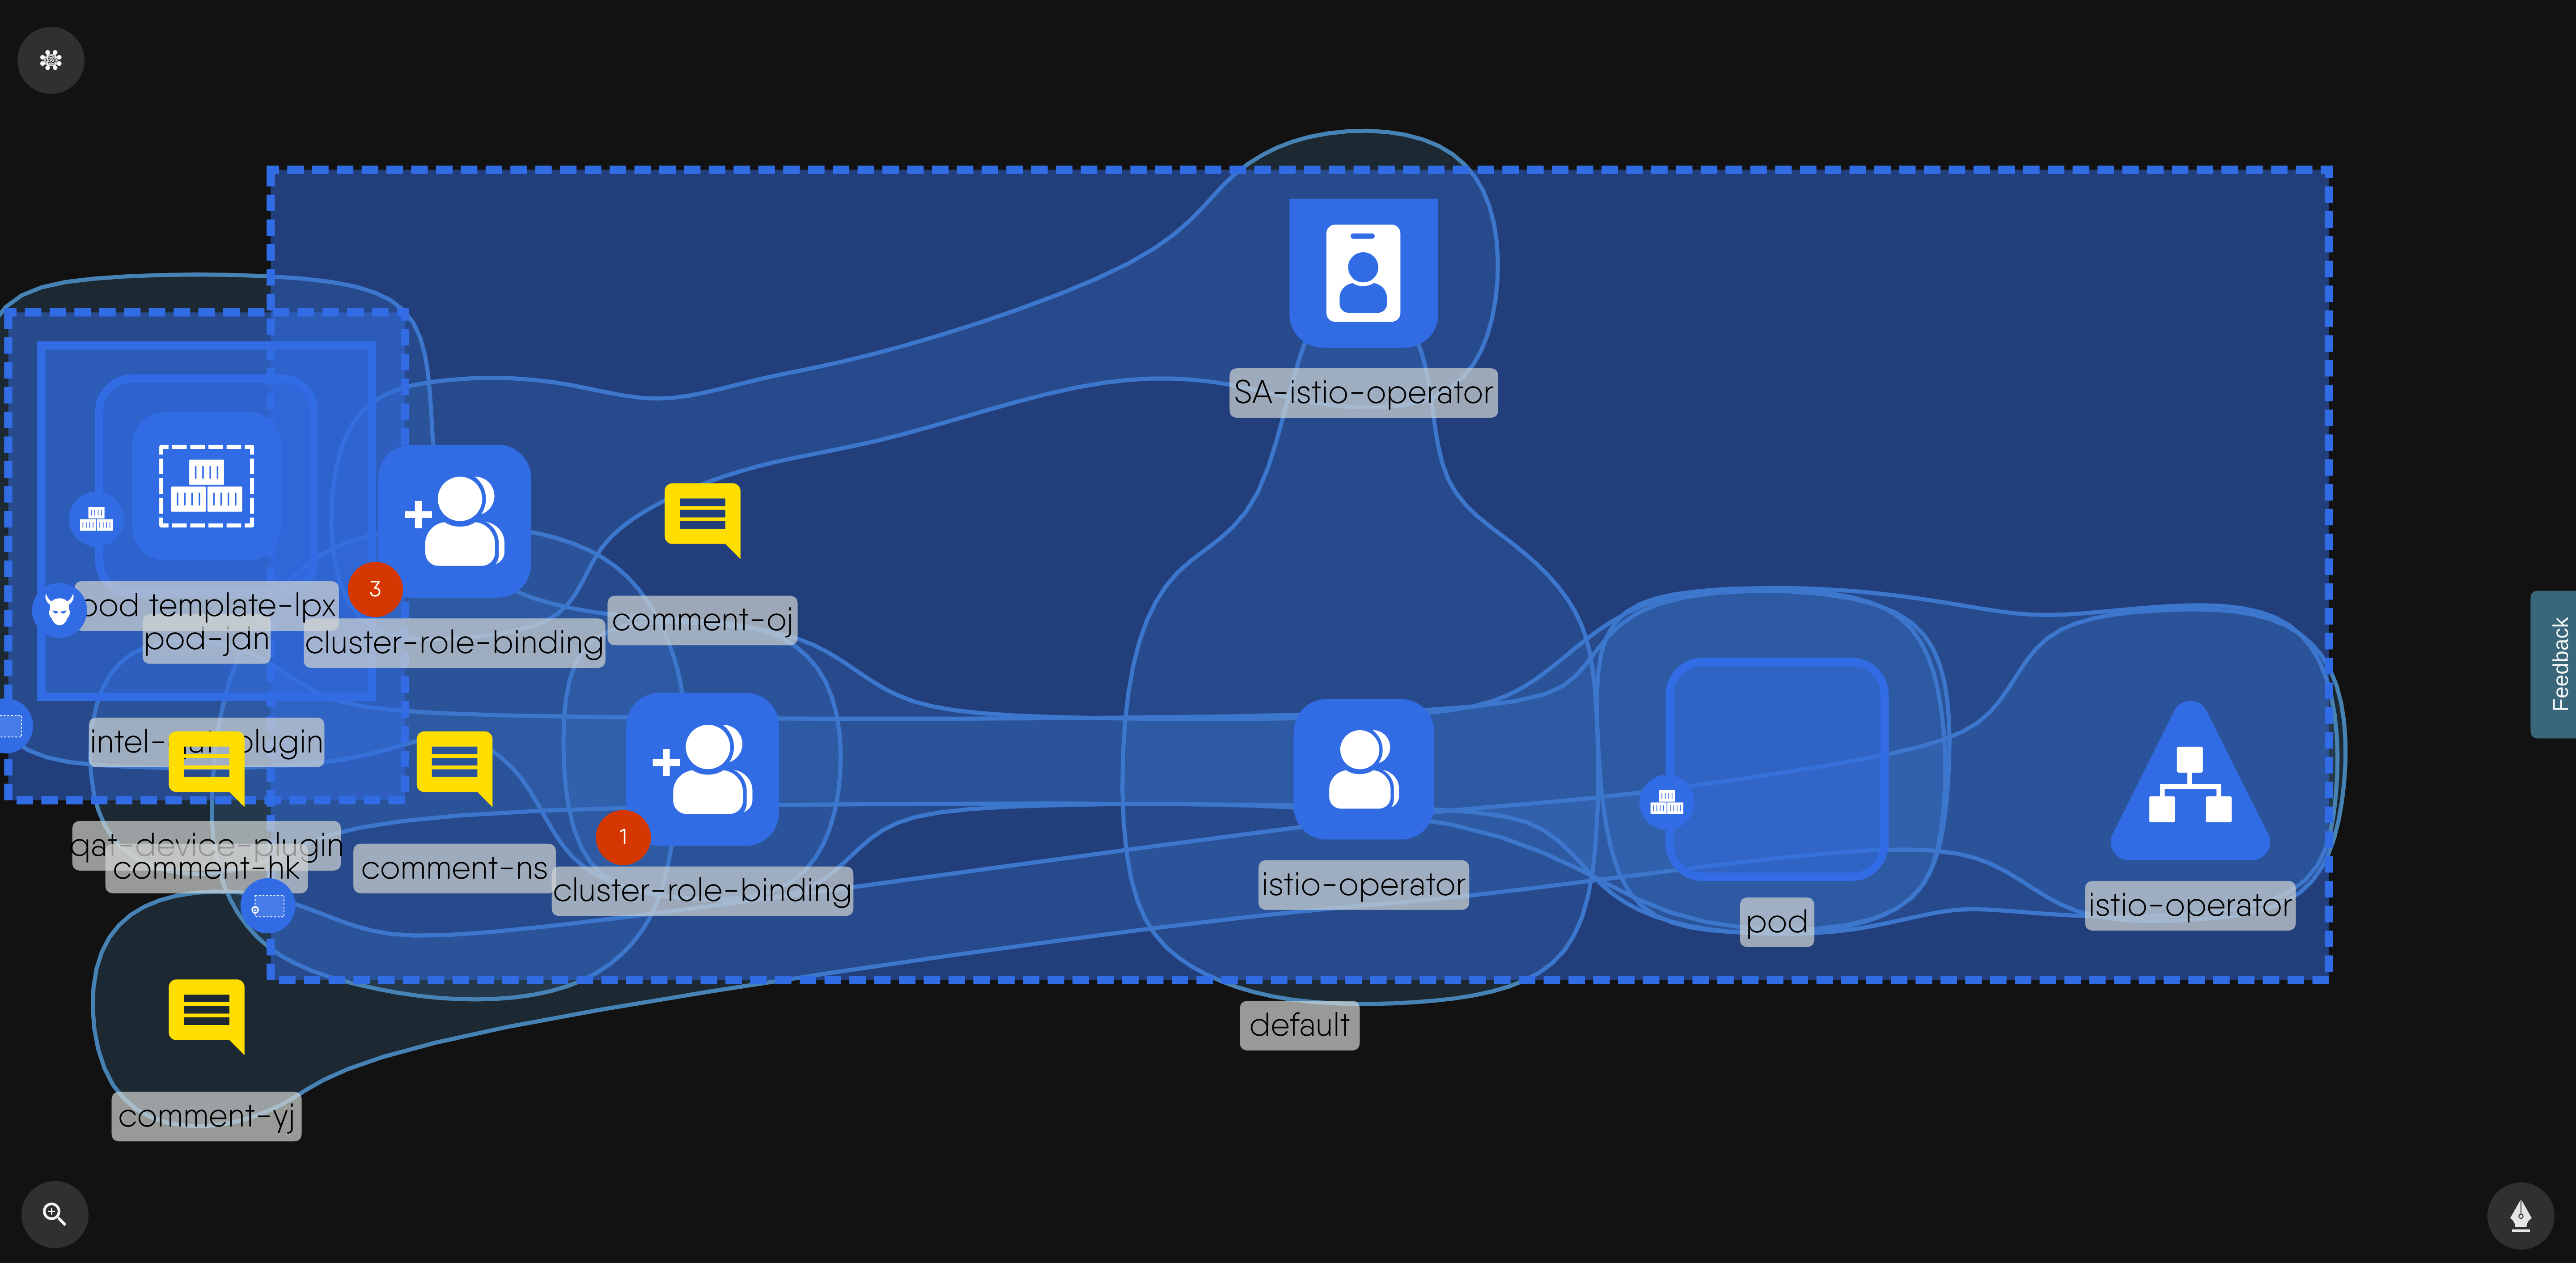 SA-istio-operator
pod template-lpx
pod-jdn
3
cluster-role-binding
comment-oj
intel-qat-plugin
qat-device-plugin
comment-hk
comment-ns
1
cluster-role-binding
istio-operator
pod
istio-operator
default
comment-yj
Feedback